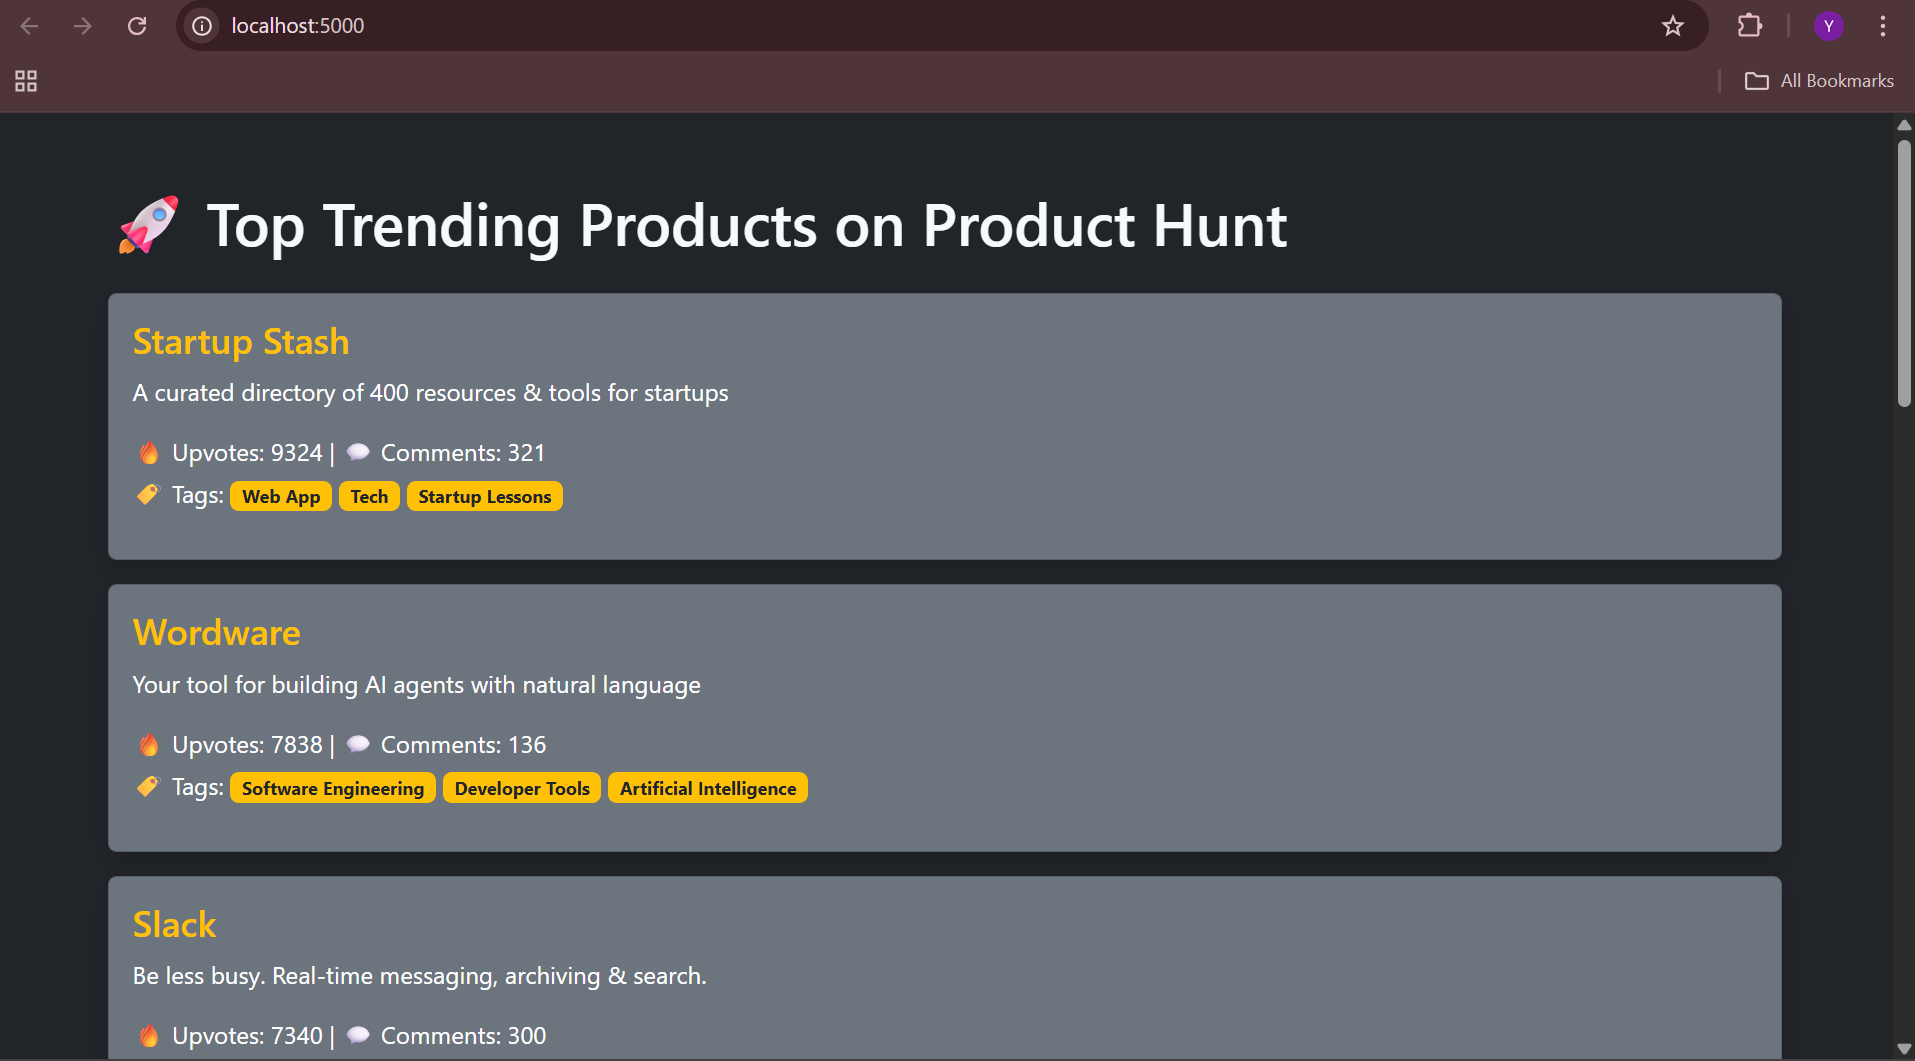 localhost:5000
Y
All Bookmarks
🚀 Top Trending Products on Product Hunt
Startup Stash
A curated directory of 400 resources & tools for startups
🔥 Upvotes: 9324 | 💬 Comments: 321
🏷️ Tags: Web App Tech Startup Lessons
Wordware
Your tool for building AI agents with natural language
🔥 Upvotes: 7838 | 💬 Comments: 136
🏷️ Tags: Software Engineering Developer Tools Artificial Intelligence
Slack
Be less busy. Real-time messaging, archiving & search.
🔥 Upvotes: 7340 | 💬 Comments: 300